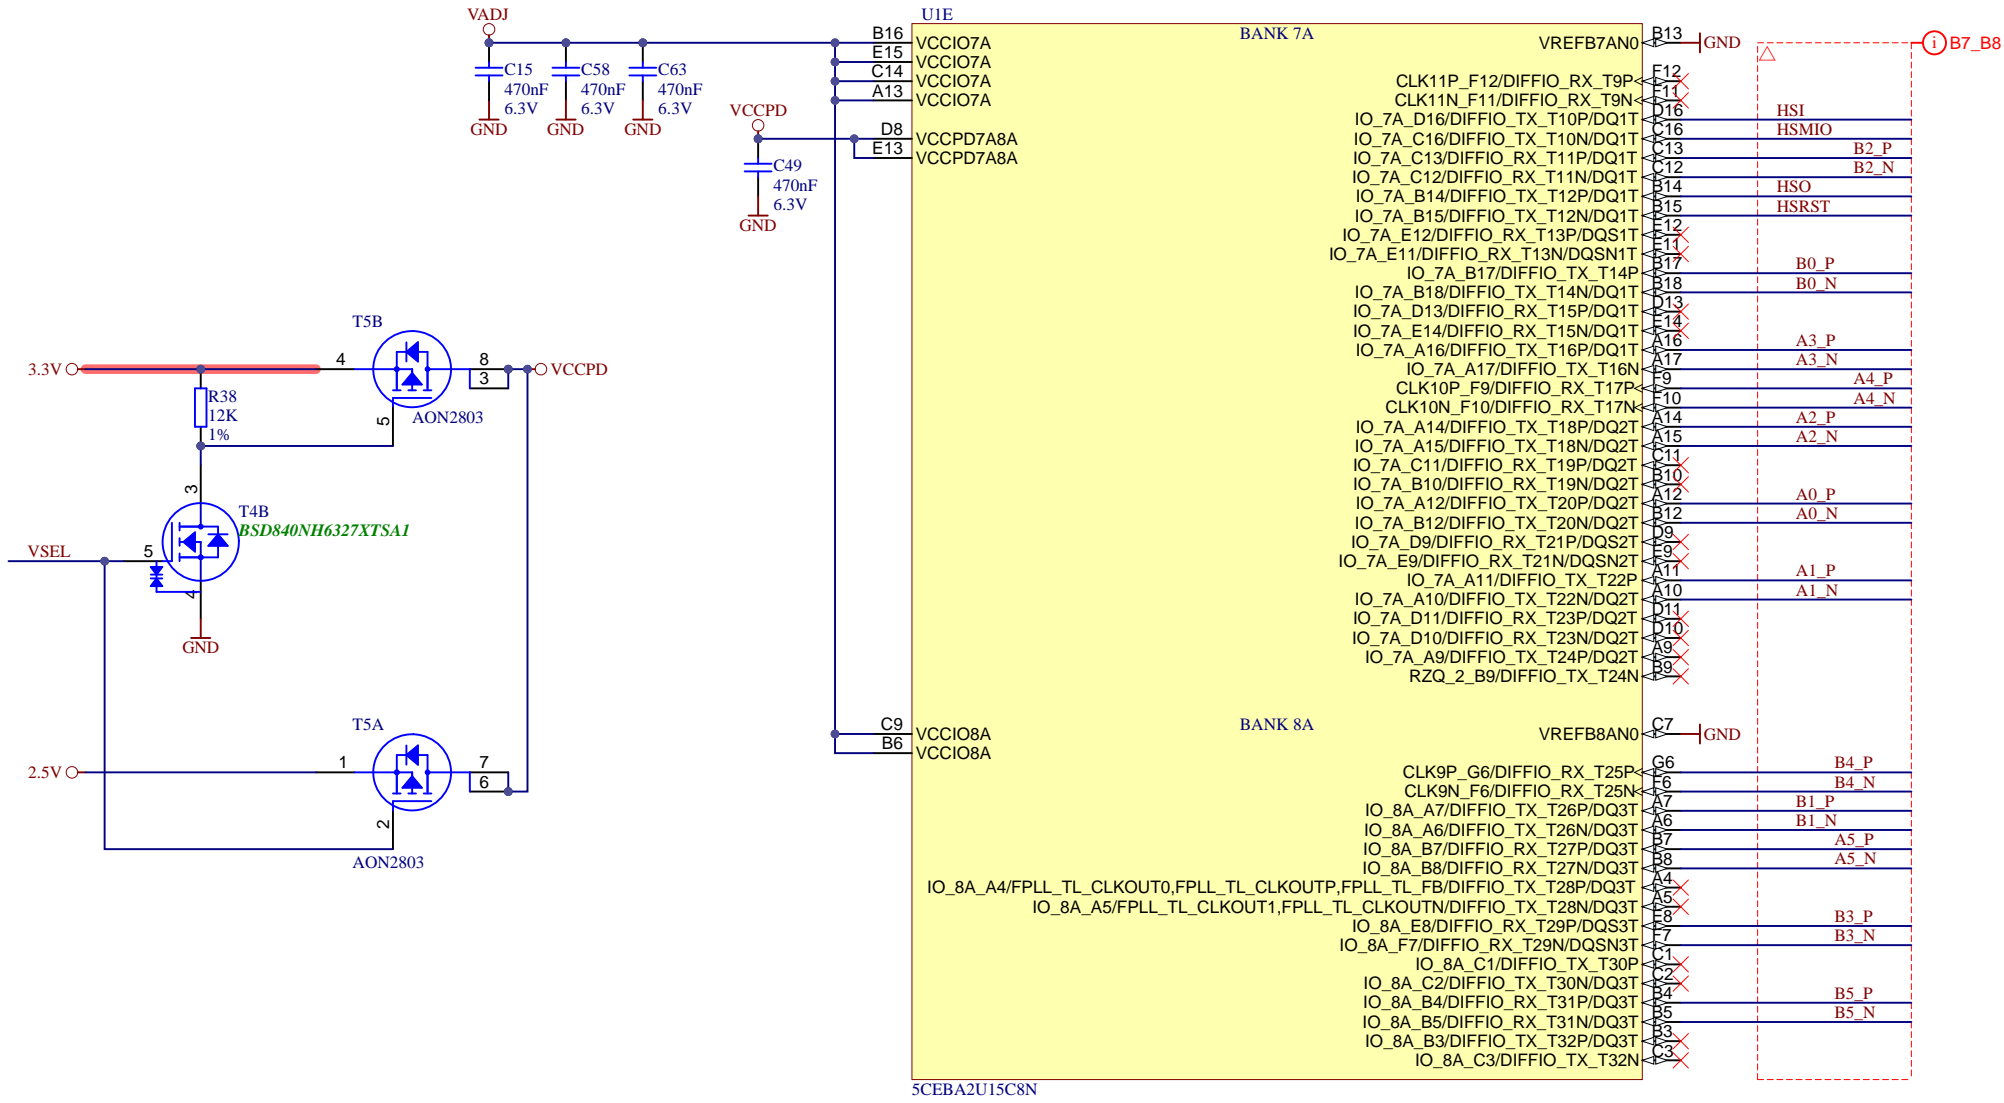 VADJ
C15
470nF
6.3V
GND
C58
470nF
6.3V
GND
C63
470nF
6.3V
GND
VCCPD
C49
470nF
6.3V
GND
3.3V
R38
12K
1%
T5B
4
8
3
5
AON2803
VCCPD
VSEL
5
3
4
T4B
BSD840NH6327XTSA1
GND
2.5V
T5A
1
7
6
2
AON2803
U1E
BANK 7A
B16 VCCIO7A
E15 VCCIO7A
C14 VCCIO7A
A13 VCCIO7A
D8 VCCPD7A8A
E13 VCCPD7A8A
VREFB7AN0 B13 GND
CLK11P_F12/DIFFIO_RX_T9P F12
CLK11N_F11/DIFFIO_RX_T9N F11
IO_7A_D16/DIFFIO_TX_T10P/DQ1T D16 HSI
IO_7A_C16/DIFFIO_TX_T10N/DQ1T C16 HSMIO
IO_7A_C13/DIFFIO_RX_T11P/DQ1T C13 B2_P
IO_7A_C12/DIFFIO_RX_T11N/DQ1T C12 B2_N
IO_7A_B14/DIFFIO_TX_T12P/DQ1T B14 HSO
IO_7A_B15/DIFFIO_TX_T12N/DQ1T B15 HSRST
IO_7A_E12/DIFFIO_RX_T13P/DQS1T E12
IO_7A_E11/DIFFIO_RX_T13N/DQSN1T E11
IO_7A_B17/DIFFIO_TX_T14P B17 B0_P
IO_7A_B18/DIFFIO_TX_T14N/DQ1T B18 B0_N
IO_7A_D13/DIFFIO_RX_T15P/DQ1T D13
IO_7A_E14/DIFFIO_RX_T15N/DQ1T E14
IO_7A_A16/DIFFIO_TX_T16P/DQ1T A16 A3_P
IO_7A_A17/DIFFIO_TX_T16N A17 A3_N
CLK10P_F9/DIFFIO_RX_T17P F9 A4_P
CLK10N_F10/DIFFIO_RX_T17N F10 A4_N
IO_7A_A14/DIFFIO_TX_T18P/DQ2T A14 A2_P
IO_7A_A15/DIFFIO_TX_T18N/DQ2T A15 A2_N
IO_7A_C11/DIFFIO_RX_T19P/DQ2T C11
IO_7A_B10/DIFFIO_RX_T19N/DQ2T B10
IO_7A_A12/DIFFIO_TX_T20P/DQ2T A12 A0_P
IO_7A_B12/DIFFIO_TX_T20N/DQ2T B12 A0_N
IO_7A_D9/DIFFIO_RX_T21P/DQS2T D9
IO_7A_E9/DIFFIO_RX_T21N/DQSN2T E9
IO_7A_A11/DIFFIO_TX_T22P A11 A1_P
IO_7A_A10/DIFFIO_TX_T22N/DQ2T A10 A1_N
IO_7A_D11/DIFFIO_RX_T23P/DQ2T D11
IO_7A_D10/DIFFIO_RX_T23N/DQ2T D10
IO_7A_A9/DIFFIO_TX_T24P/DQ2T A9
RZQ_2_B9/DIFFIO_TX_T24N B9
BANK 8A
C9 VCCIO8A
B6 VCCIO8A
VREFB8AN0 C7 GND
CLK9P_G6/DIFFIO_RX_T25P G6 B4_P
CLK9N_F6/DIFFIO_RX_T25N F6 B4_N
IO_8A_A7/DIFFIO_TX_T26P/DQ3T A7 B1_P
IO_8A_A6/DIFFIO_TX_T26N/DQ3T A6 B1_N
IO_8A_B7/DIFFIO_RX_T27P/DQ3T B7 A5_P
IO_8A_B8/DIFFIO_RX_T27N/DQ3T B8 A5_N
IO_8A_A4/FPLL_TL_CLKOUT0,FPLL_TL_CLKOUTP,FPLL_TL_FB/DIFFIO_TX_T28P/DQ3T A4
IO_8A_A5/FPLL_TL_CLKOUT1,FPLL_TL_CLKOUTN/DIFFIO_TX_T28N/DQ3T A5
IO_8A_E8/DIFFIO_RX_T29P/DQS3T E8 B3_P
IO_8A_F7/DIFFIO_RX_T29N/DQSN3T F7 B3_N
IO_8A_C1/DIFFIO_TX_T30P C1
IO_8A_C2/DIFFIO_TX_T30N/DQ3T C2
IO_8A_B4/DIFFIO_RX_T31P/DQ3T B4 B5_P
IO_8A_B5/DIFFIO_RX_T31N/DQ3T B5 B5_N
IO_8A_B3/DIFFIO_TX_T32P/DQ3T B3
IO_8A_C3/DIFFIO_TX_T32N C3
5CEBA2U15C8N
i B7_B8